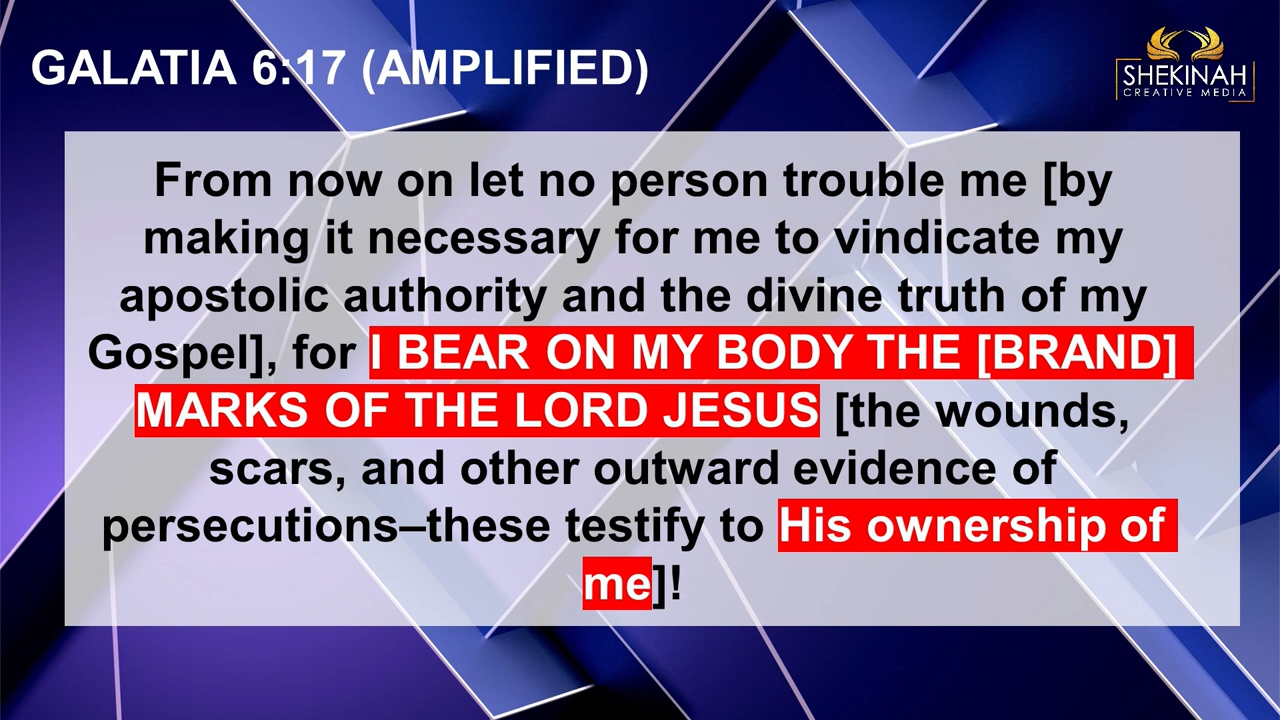 GALATIA 6:17 (AMPLIFIED)
SHEKINAH
CREATIVE MEDIA
From now on let no person trouble me [by
making it necessary for me to vindicate my
apostolic authority and the divine truth of my
Gospel], for I BEAR ON MY BODY THE [BRAND]
MARKS OF THE LORD JESUS [the wounds,
scars, and other outward evidence of
persecutions–these testify to His ownership of
me]!